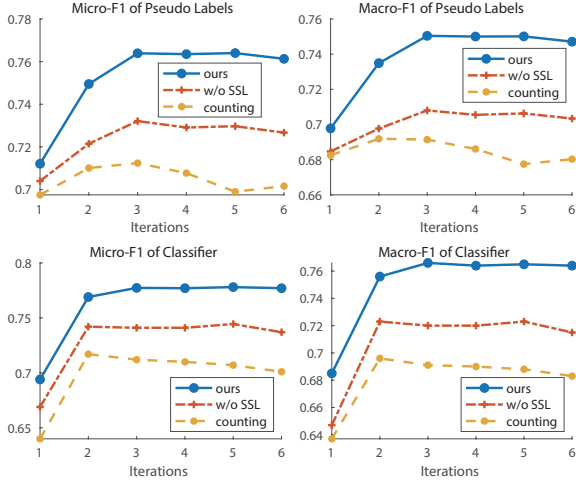 Micro-F1 of Pseudo Labels
0.76
0.74
0.72
0.7
ours
w/o SSL
counting
1 2 3 4 5 6
Iterations
Macro-F1 of Pseudo Labels
0.76
0.74
0.72
0.7
0.68
0.66
ours
w/o SSL
counting
1 2 3 4 5 6
Iterations
Micro-F1 of Classifier
0.8
0.75
0.7
0.65
ours
w/o SSL
counting
1 2 3 4 5 6
Iterations
Macro-F1 of Classifier
0.76
0.74
0.72
0.7
0.68
0.66
0.64
ours
w/o SSL
counting
1 2 3 4 5 6
Iterations